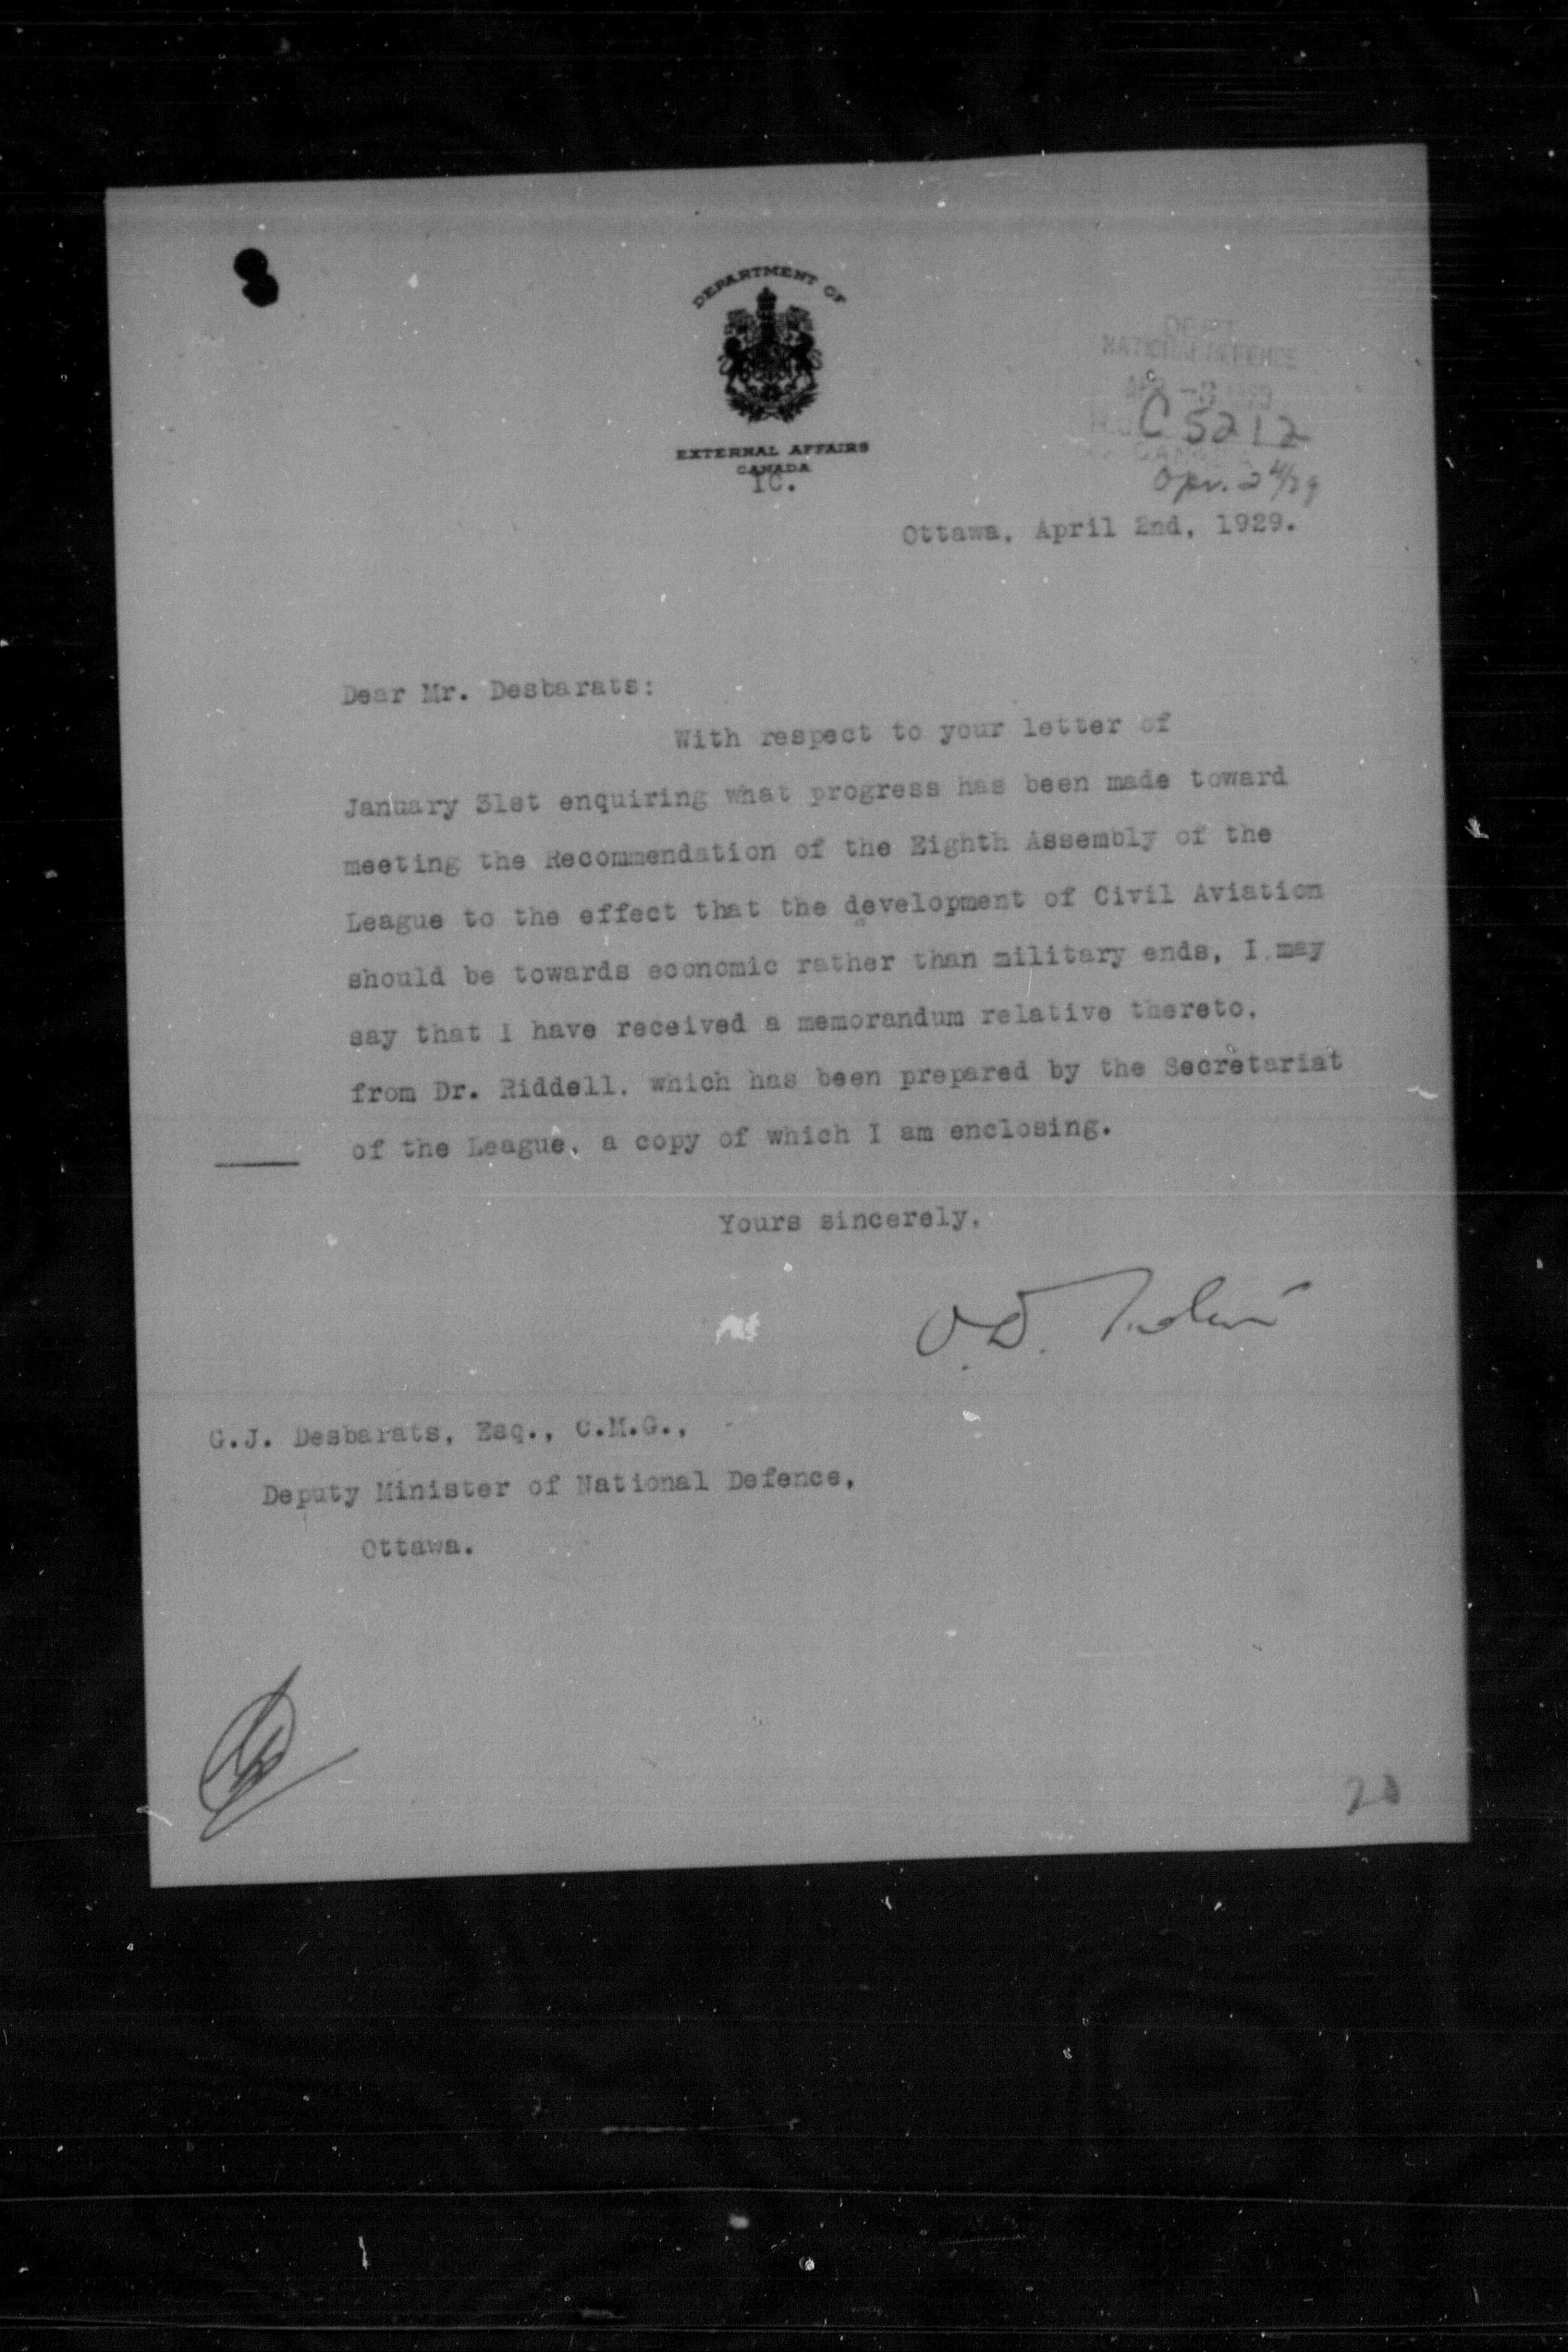 DEPARTMENT OF
EXTERNAL AFFAIRS
CANADA
IC.
DEPT.
NATIONAL DEFENCE
C 5212
Ottawa, April 2nd, 1929.
Dear Mr. Desbarats:
With respect to your letter of
January 31st enquiring what progress has been made toward
meeting the Recommendation of the Eighth Assembly of the
League to the effect that the development of Civil Aviation
should be towards economic rather than military ends, I may
say that I have received a memorandum relative thereto,
from Dr. Riddell, which has been prepared by the Secretariat
of the League, a copy of which I am enclosing.
Yours sincerely,
O.D.
G.J. Desbarats, Esq., C.M.G.,
Deputy Minister of National Defence,
Ottawa.